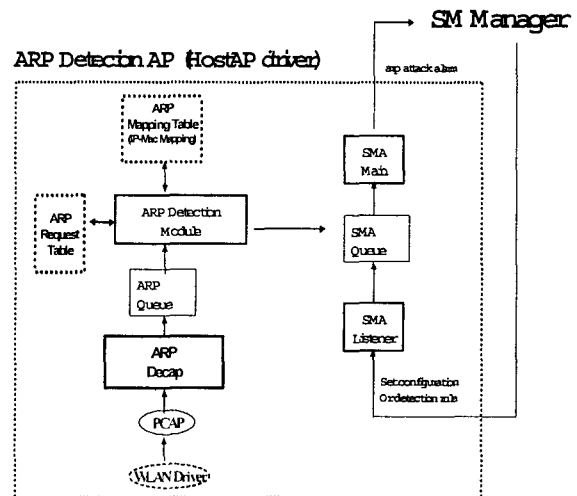 SM Manager
ARP Detection AP (HostAP driver)
arp attack alarm
ARP
Mapping Table
(IP-Mac Mapping)
SMA
Main
ARP
Request
Table
ARP Detection
Module
SMA
Queue
ARP
Queue
SMA
Listener
ARP
Decap
Set configuration
Or detection rule
PCAP
WLAN Driver